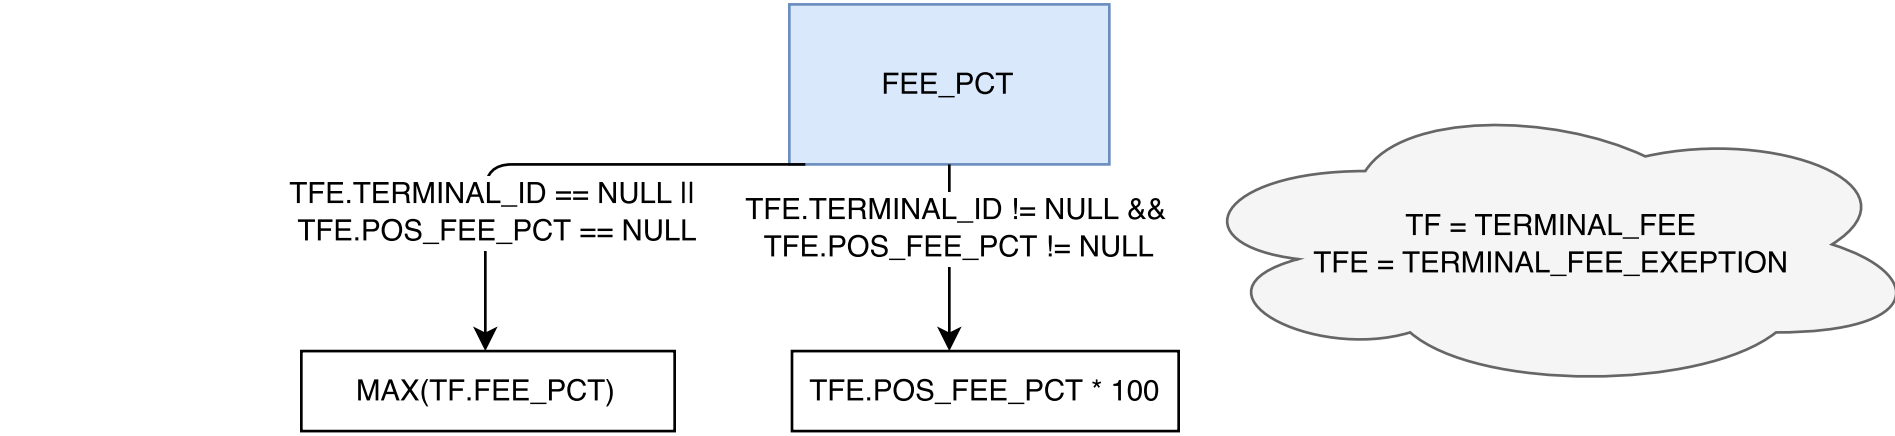 FEE_PCT
TFE.TERMINAL_ID == NULL ||
TFE.POS_FEE_PCT == NULL
TFE.TERMINAL_ID != NULL &&
TFE.POS_FEE_PCT != NULL
TF = TERMINAL_FEE
TFE = TERMINAL_FEE_EXEPTION
MAX(TF.FEE_PCT)
TFE.POS_FEE_PCT * 100